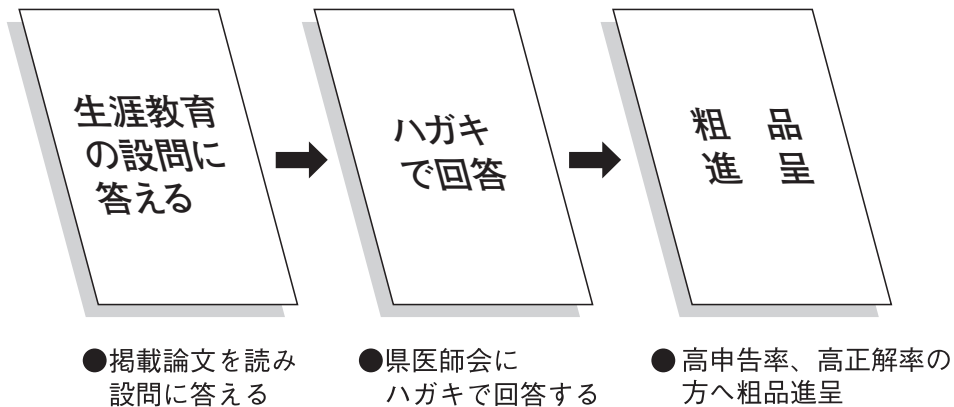 生涯教育
の設問に
答える
ハガキ
で回答
粗 品
進 呈
●掲載論文を読み
設問に答える
●県医師会に
ハガキで回答する
● 高申告率、高正解率の
方へ粗品進呈